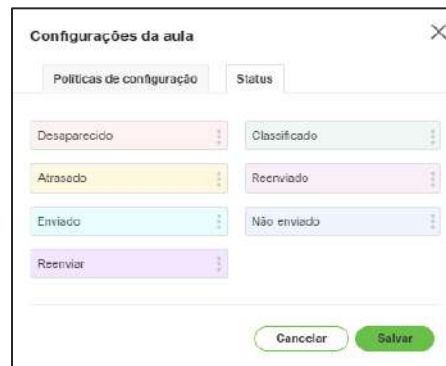 Configurações da aula
Políticas de configuração
Status
Desaparecido
Classificado
Atrasado
Reenviado
Enviado
Não enviado
Reenviar
Cancelar
Salvar